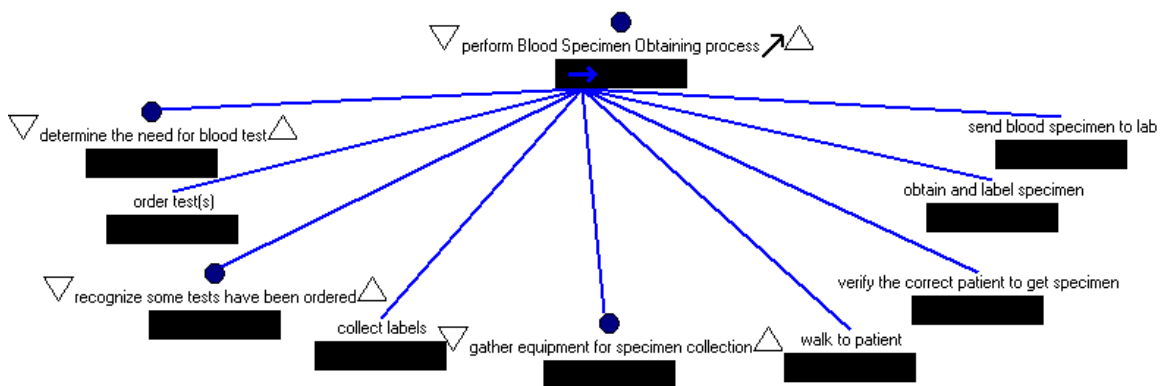 perform Blood Specimen Obtaining process
determine the need for blood test
order test(s)
recognize some tests have been ordered
collect labels
gather equipment for specimen collection
walk to patient
verify the correct patient to get specimen
obtain and label specimen
send blood specimen to lab